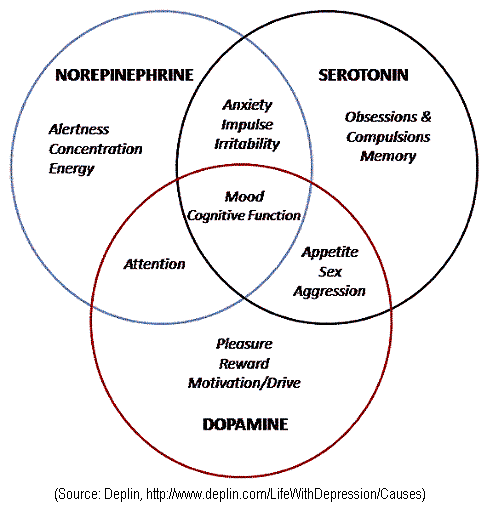 NOREPINEPHRINE
SEROTONIN
Alertness
Concentration
Energy
Anxiety
Impulse
Irritability
Obsessions &
Compulsions
Memory
Mood
Cognitive Function
Attention
Appetite
Sex
Aggression
Pleasure
Reward
Motivation/Drive
DOPAMINE
(Source: Deplin, http://www.deplin.com/LifeWithDepression/Causes)